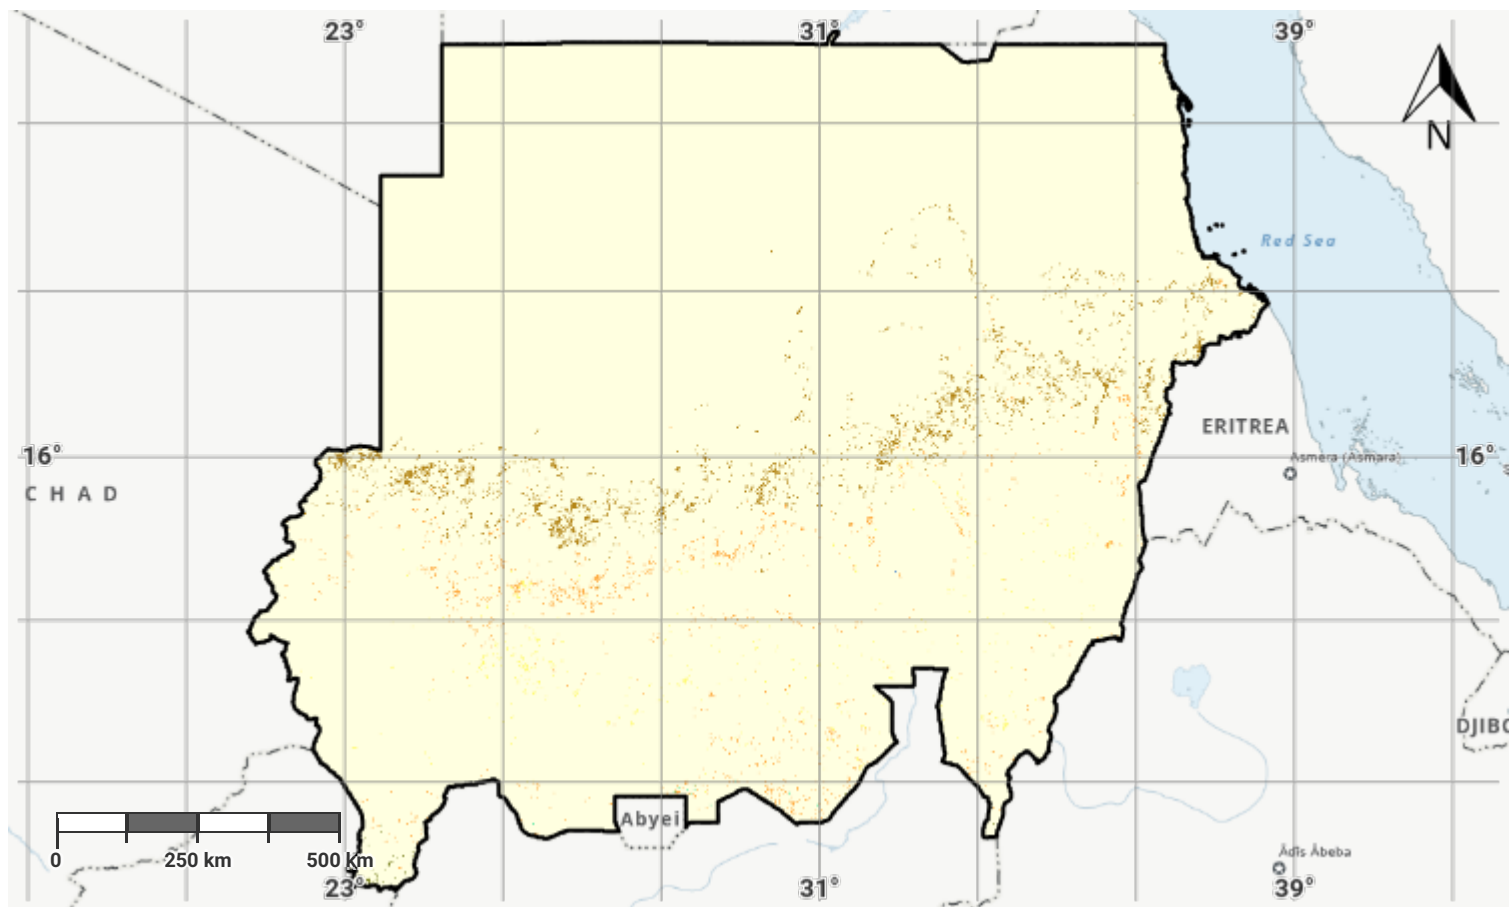 23° 31° 39°
N
Red Sea
ERITREA
16° Asmera (Asmara) 16°
CHAD
DJIBO
Abyei
0 250 km 500 km
Ādīs Ābeba
23° 31° 39°